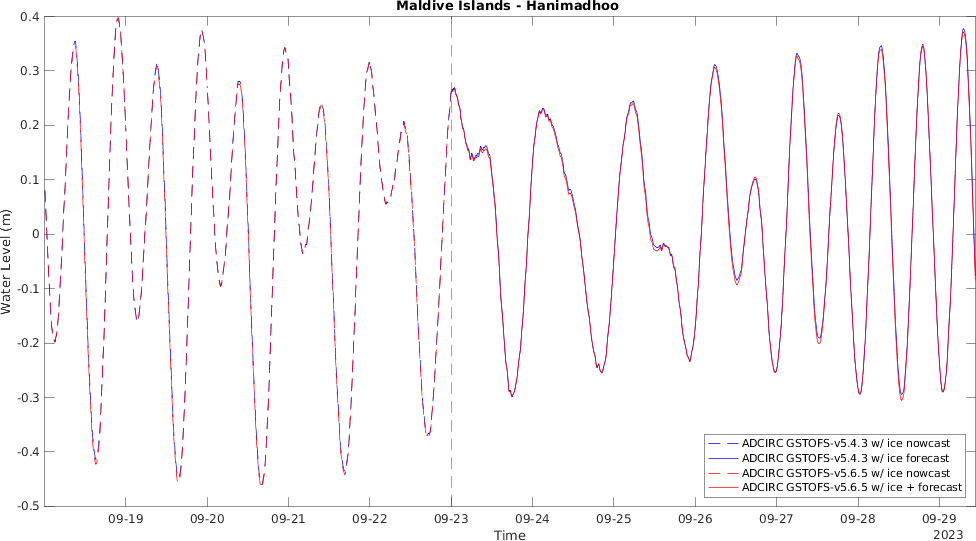 Maldive Islands - Hanimadhoo
Water Level (m)
0.4
0.3
0.2
0.1
0
-0.1
-0.2
-0.3
-0.4
-0.5
09-19 09-20 09-21 09-22 09-23 09-24 09-25 09-26 09-27 09-28 09-29
2023
Time
ADCIRC GSTOFS-v5.4.3 w/ ice nowcast
ADCIRC GSTOFS-v5.4.3 w/ ice forecast
ADCIRC GSTOFS-v5.6.5 w/ ice nowcast
ADCIRC GSTOFS-v5.6.5 w/ ice + forecast